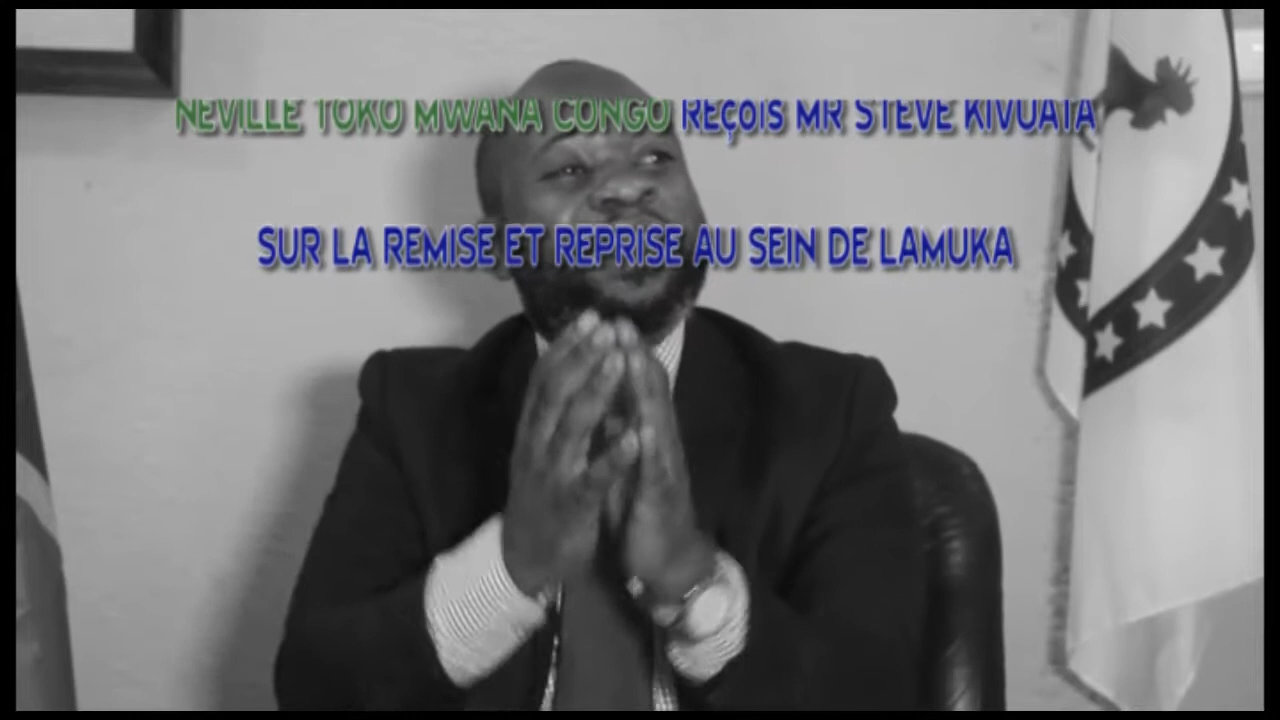 NEVILLE TOKO MWANA CONGO REÇOIS MR STEVE KIVUATA
SUR LA REMISE ET REPRISE AU SEIN DE LAMUKA